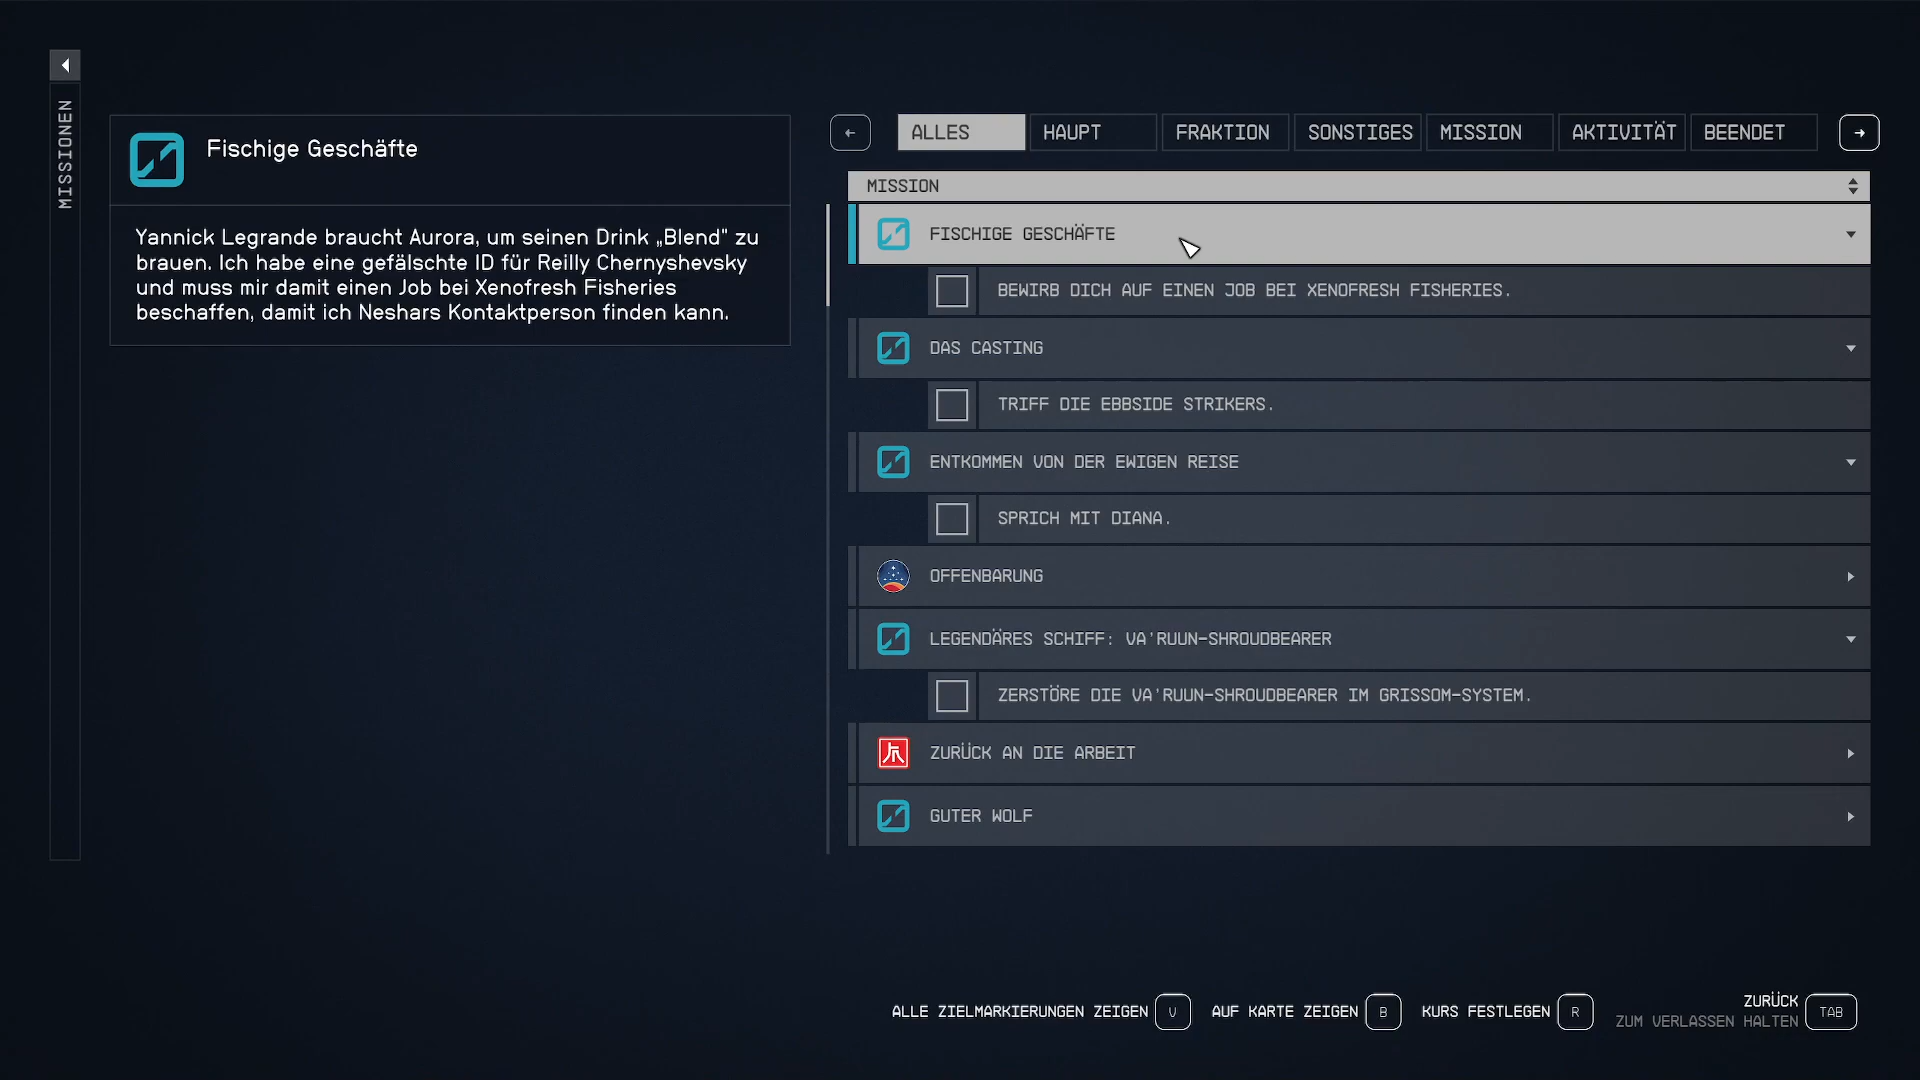 MISSIONEN
Fischige Geschäfte
Yannick Legrande braucht Aurora, um seinen Drink „Blend" zu
brauen. Ich habe eine gefälschte ID für Reilly Chernyshevsky
und muss mir damit einen Job bei Xenofresh Fisheries
beschaffen, damit ich Neshars Kontaktperson finden kann.
ALLES HAUPT FRAKTION SONSTIGES MISSION AKTIVITÄT BEENDET
MISSION
FISCHIGE GESCHÄFTE
BEWIRB DICH AUF EINEN JOB BEI XENOFRESH FISHERIES.
DAS CASTING
TRIFF DIE EBBSIDE STRIKERS.
ENTKOMMEN VON DER EWIGEN REISE
SPRICH MIT DIANA.
OFFENBARUNG
LEGENDÄRES SCHIFF: VA'RUUN-SHROUDBEARER
ZERSTÖRE DIE VA'RUUN-SHROUDBEARER IM GRISSOM-SYSTEM.
ZURÜCK AN DIE ARBEIT
GUTER WOLF
ALLE ZIELMARKIERUNGEN ZEIGEN V AUF KARTE ZEIGEN B KURS FESTLEGEN R ZURÜCK
ZUM VERLASSEN HALTEN TAB